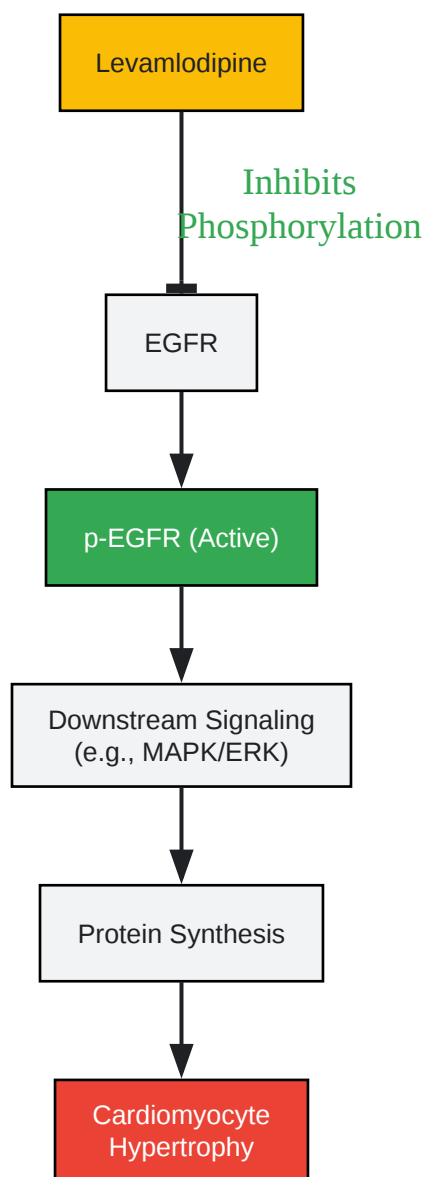 Levamlodipine
Inhibits
Phosphorylation
EGFR
p-EGFR (Active)
Downstream Signaling
(e.g., MAPK/ERK)
Protein Synthesis
Cardiomyocyte
Hypertrophy